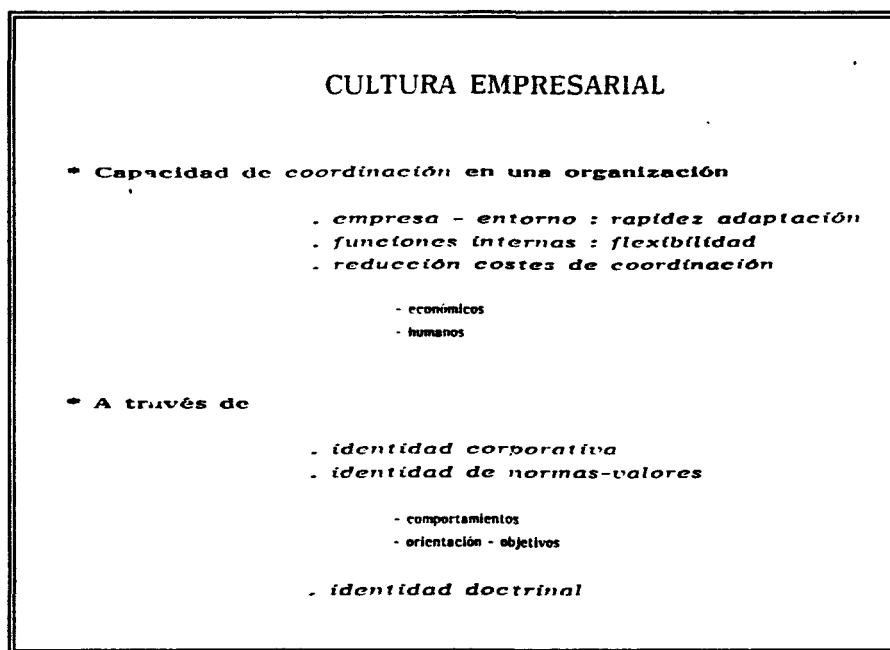 CULTURA EMPRESARIAL
* Capacidad de coordinación en una organización
. empresa - entorno : rapidez adaptación
. funciones internas : flexibilidad
. reducción costes de coordinación
- económicos
- humanos
* A través de
. identidad corporativa
. identidad de normas-valores
- comportamientos
- orientación - objetivos
. identidad doctrinal